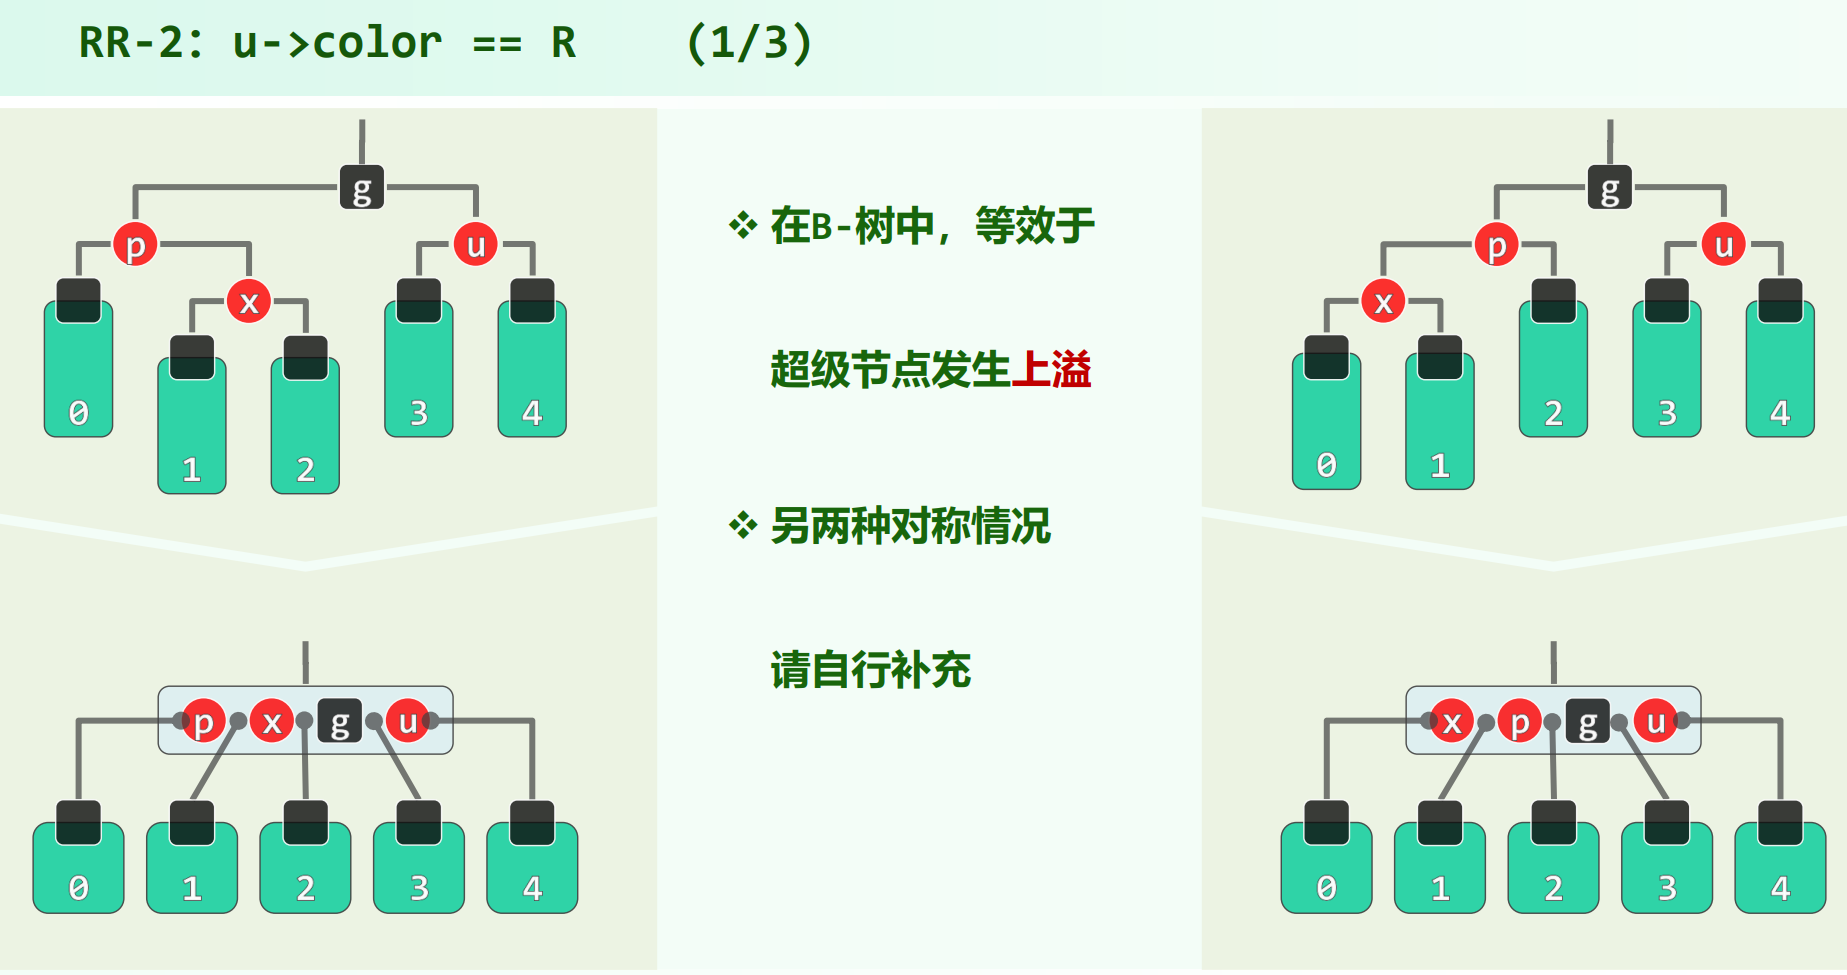 RR-2: u->color == R (1/3)
g
p u
x
0 3 4
1 2
p x g u
0 1 2 3 4
❖ 在B-树中，等效于
超级节点发生上溢
❖ 另两种对称情况
请自行补充
g
p u
x
2 3 4
0 1
x p g u
0 1 2 3 4